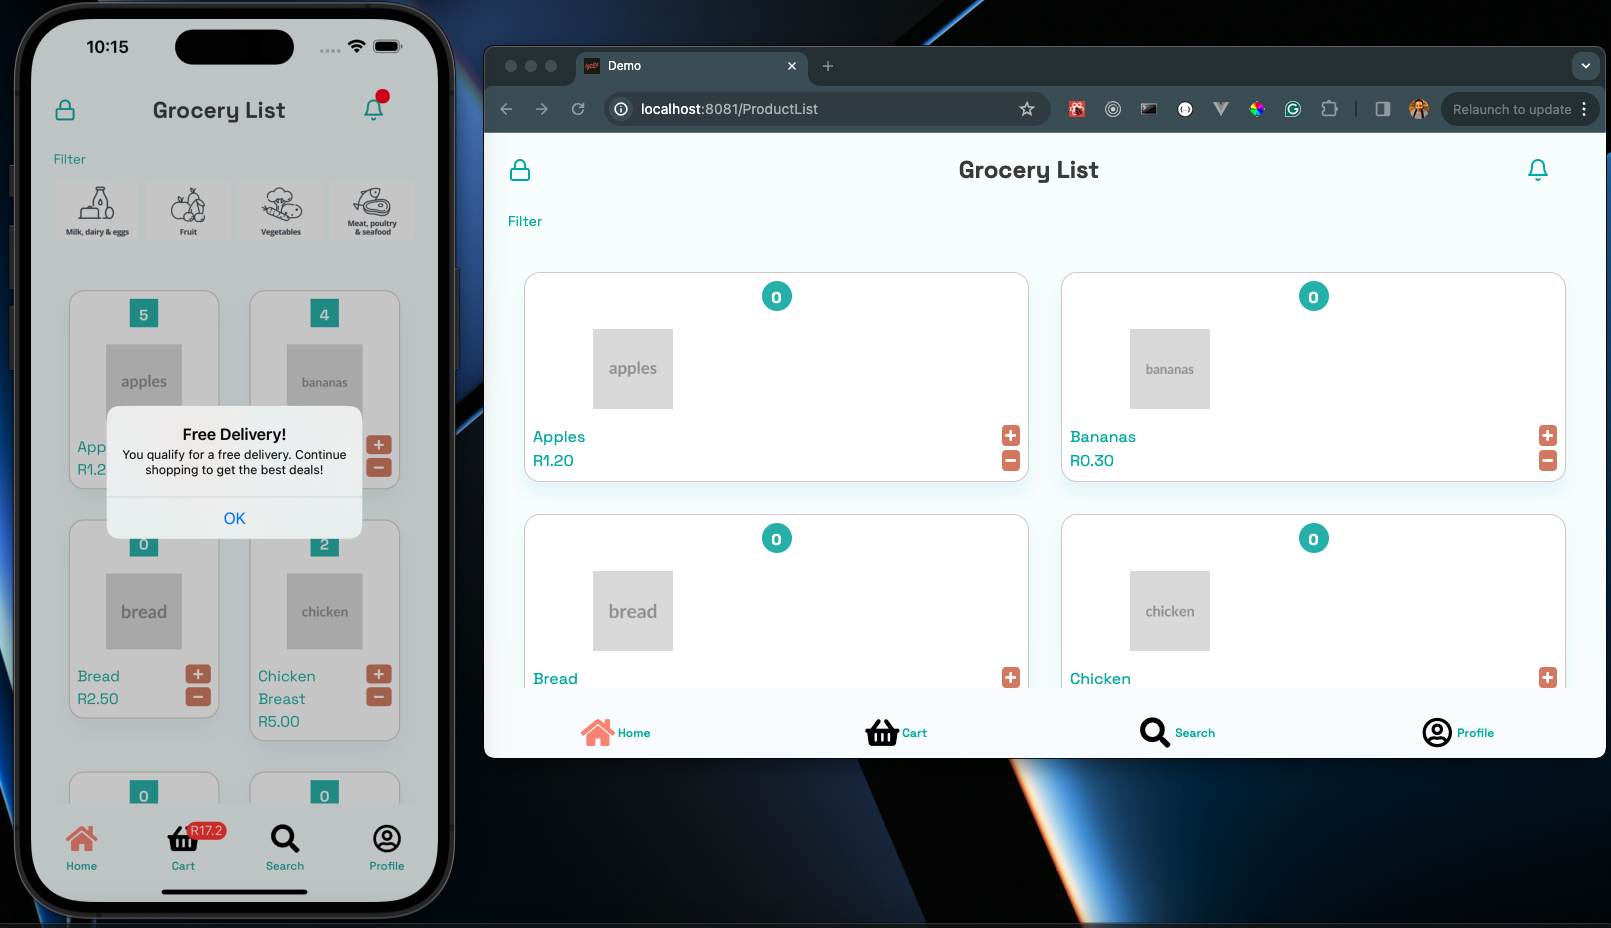 10:15
Grocery List
Filter
Milk, dairy & eggs
Fruit
Vegetables
Meat, poultry
& seafood
5
4
apples
bananas
App
R1.2
Free Delivery!
You qualify for a free delivery. Continue
shopping to get the best deals!
OK
0
2
bread
chicken
Bread
R2.50
Chicken
Breast
R5.00
0
0
R17.2
Home
Cart
Search
Profile
Demo
localhost:8081/ProductList
Relaunch to update
Grocery List
Filter
0
0
apples
bananas
Apples
R1.20
Bananas
R0.30
0
0
bread
chicken
Bread
Chicken
Home
Cart
Search
Profile